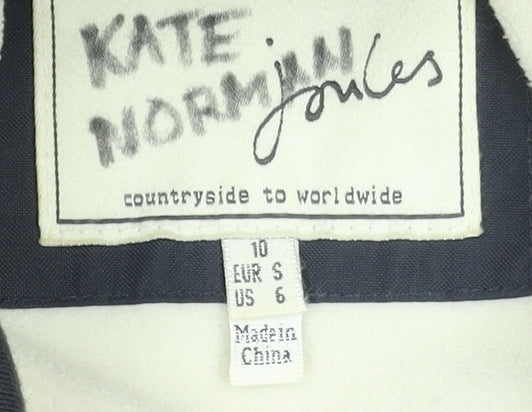 KATE
NORMAN
joules
countryside to worldwide
10
EUR S
US 6
Made in
China